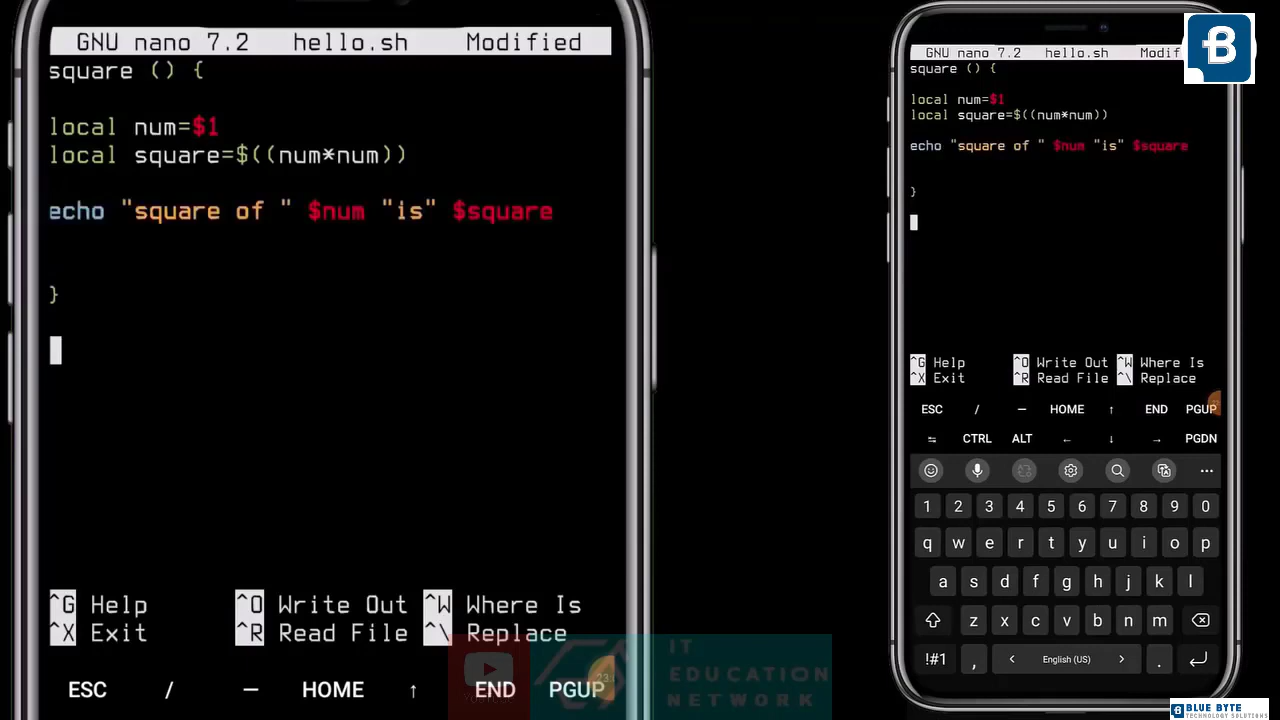 GNU nano 7.2 hello.sh Modified
square () {
local num=$1
local square=$((num*num))
echo "square of " $num "is" $square
}
^G Help ^O Write Out ^W Where Is
^X Exit ^R Read File ^\ Replace
ESC / — HOME ↑ END PGUP
IT
EDUCATION
NETWORK
GNU nano 7.2 hello.sh Modif
square () {
local num=$1
local square=$((num*num))
echo "square of " $num "is" $square
}
^G Help ^O Write Out ^W Where Is
^X Exit ^R Read File ^\ Replace
ESC / — HOME ↑ END PGUP
CTRL ALT ← ↓ → PGDN
1 2 3 4 5 6 7 8 9 0
q w e r t y u i o p
a s d f g h j k l
z x c v b n m
!#1 , < English (US) > .
BLUE BYTE
TECHNOLOGY SOLUTIONS